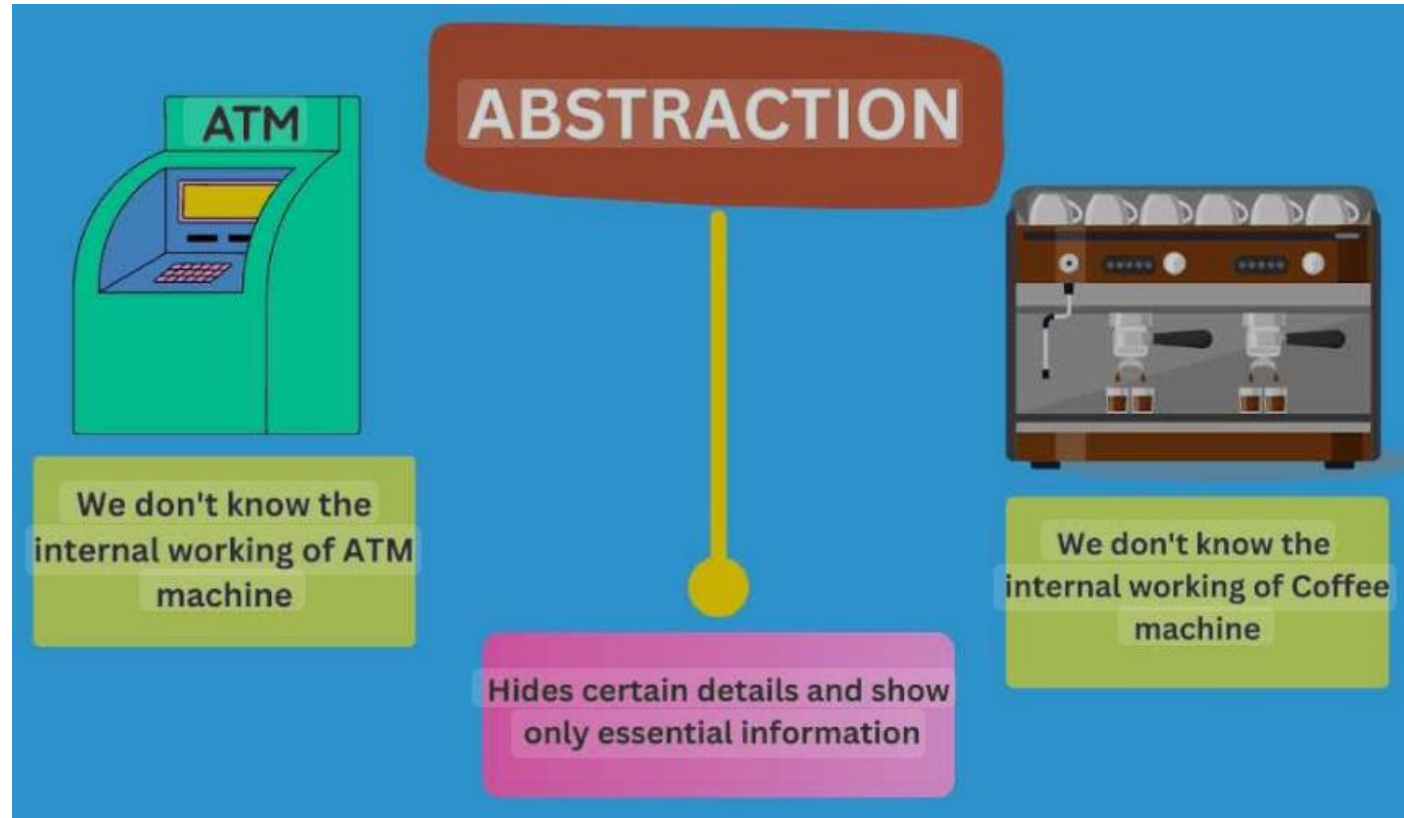 ABSTRACTION
ATM
We don't know the
internal working of ATM
machine
We don't know the
internal working of Coffee
machine
Hides certain details and show
only essential information